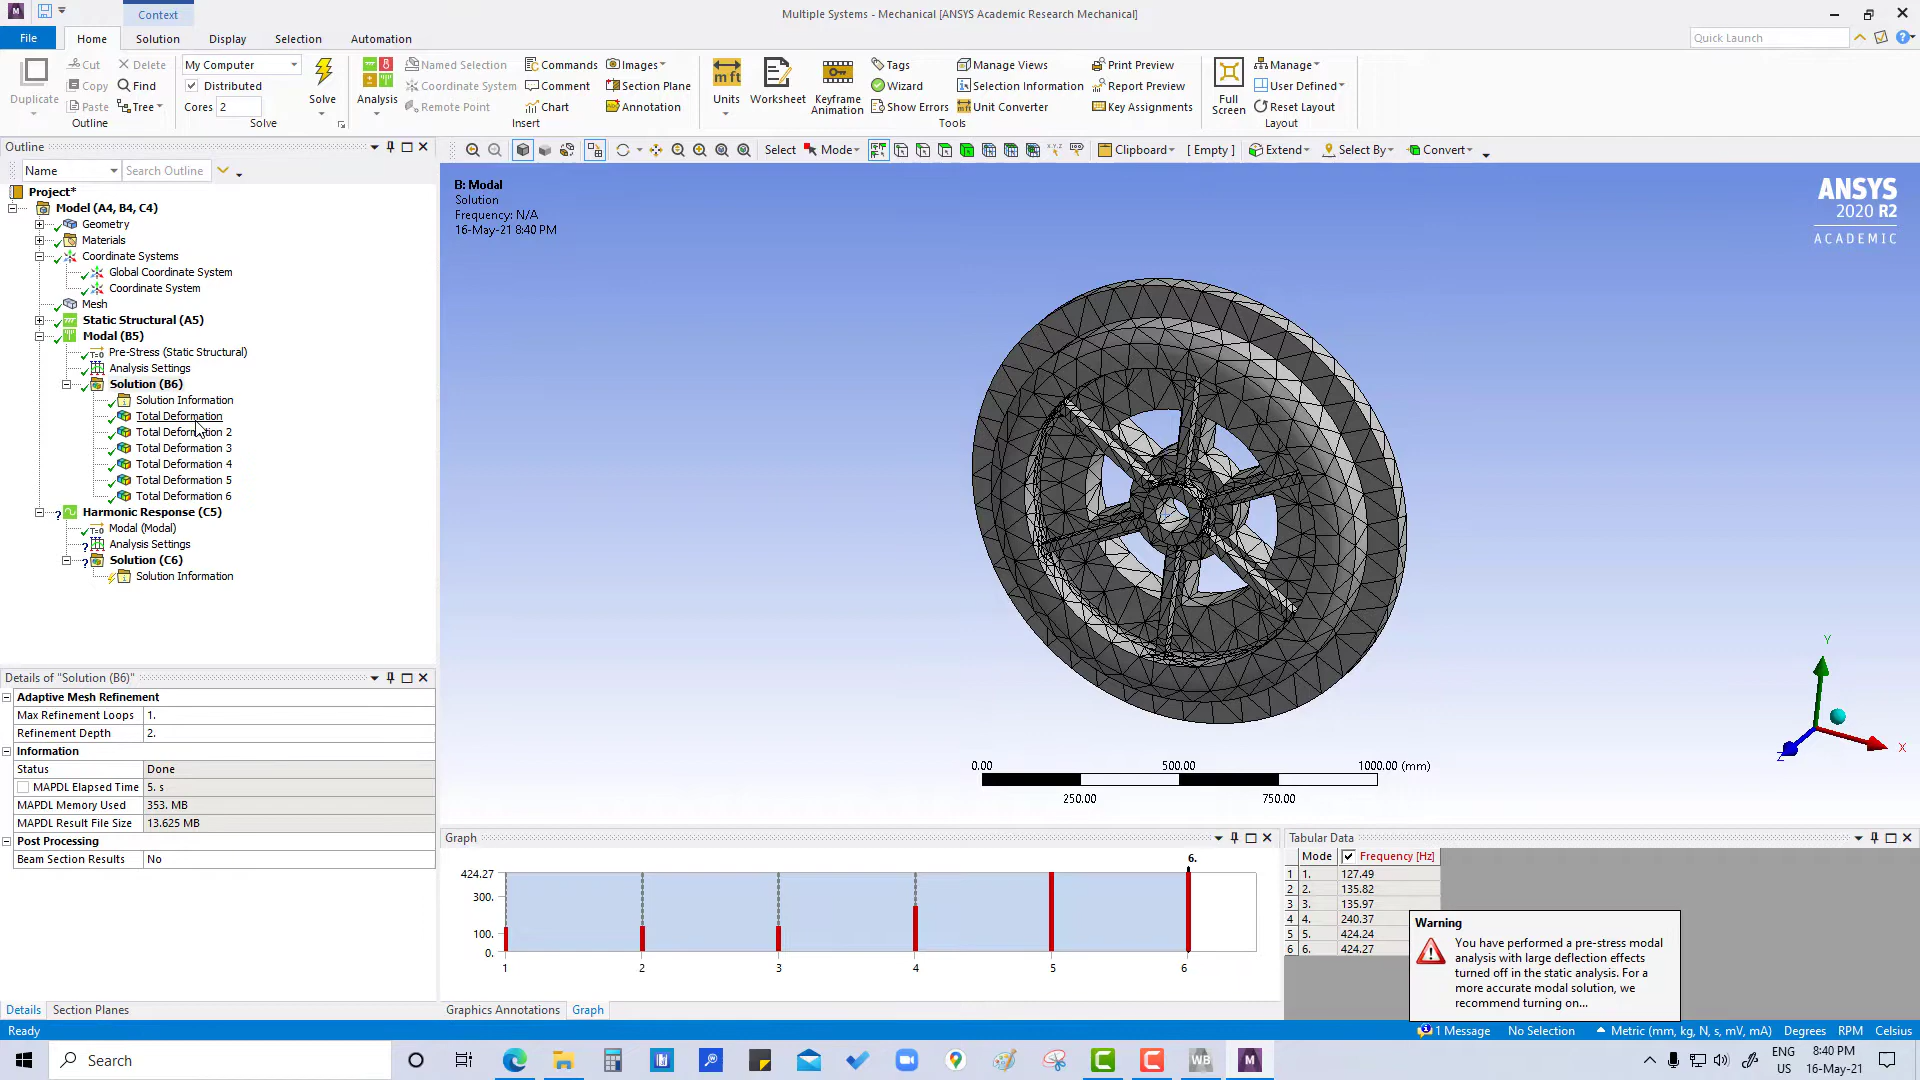 Context
Multiple Systems - Mechanical [ANSYS Academic Research Mechanical]
File
Home
Solution
Display
Selection
Automation
Quick Launch
Duplicate
Cut
Copy
Paste
Delete
Find
Tree
Outline
My Computer
Distributed
Cores 2
Solve
Solve
Analysis
Named Selection
Coordinate System
Remote Point
Commands
Comment
Chart
Images
Section Plane
Annotation
Insert
Units
Worksheet
Keyframe Animation
Tags
Wizard
Show Errors
Manage Views
Selection Information
Unit Converter
Print Preview
Report Preview
Key Assignments
Tools
Full Screen
Manage
User Defined
Reset Layout
Layout
Outline
Name
Search Outline
Select
Mode
Clipboard
[ Empty ]
Extend
Select By
Convert
Project*
Model (A4, B4, C4)
Geometry
Materials
Coordinate Systems
Global Coordinate System
Coordinate System
Mesh
Static Structural (A5)
Modal (B5)
Pre-Stress (Static Structural)
Analysis Settings
Solution (B6)
Solution Information
Total Deformation
Total Deformation 2
Total Deformation 3
Total Deformation 4
Total Deformation 5
Total Deformation 6
Harmonic Response (C5)
Modal (Modal)
Analysis Settings
Solution (C6)
Solution Information
B: Modal
Solution
Frequency: N/A
16-May-21 8:40 PM
ANSYS
2020 R2
ACADEMIC
Y
X
Z
0.00
500.00
1000.00 (mm)
250.00
750.00
Details of "Solution (B6)"
Adaptive Mesh Refinement
Max Refinement Loops 1.
Refinement Depth 2.
Information
Status Done
MAPDL Elapsed Time 5. s
MAPDL Memory Used 353. MB
MAPDL Result File Size 13.625 MB
Post Processing
Beam Section Results No
Details
Section Planes
Graph
6.
424.27
300.
100.
0.
1 2 3 4 5 6
Graphics Annotations
Graph
Tabular Data
Mode Frequency [Hz]
1 1. 127.49
2 2. 135.82
3 3. 135.97
4 4. 240.37
5 5. 424.24
6 6. 424.27
Warning
You have performed a pre-stress modal
analysis with large deflection effects
turned off in the static analysis. For a
more accurate modal solution, we
recommend turning on...
Ready
1 Message
No Selection
Metric (mm, kg, N, s, mV, mA)
Degrees
RPM
Celsius
Search
WB
M
ENG
US
8:40 PM
16-May-21